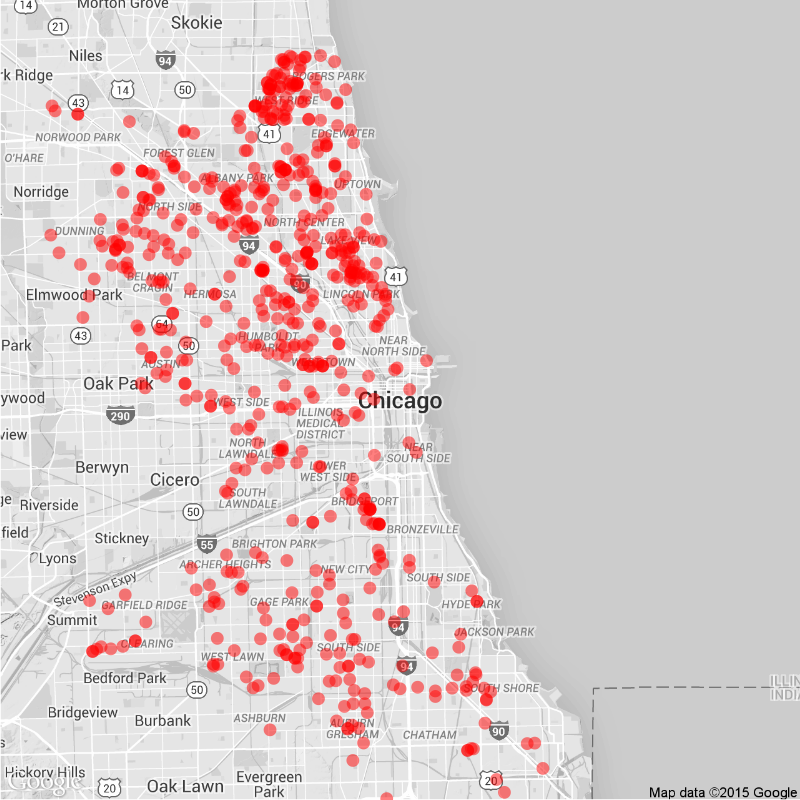 Morton Grove
14
21
Skokie
Niles
94
rk Ridge
ROGERS PARK
14
50
43
WEST RIDGE
NORWOOD PARK
41
EDGEWATER
O'HARE
FOREST GLEN
ALBANY PARK
UPTOWN
Norridge
NORTH SIDE
NORTH CENTER
DUNNING
94
LAKE VIEW
BELMONT
CRAGIN
90
41
Elmwood Park
HERMOSA
LINCOLN PARK
64
43
50
HUMBOLDT
PARK
NEAR
NORTH SIDE
Park
AUSTIN
WEST TOWN
Oak Park
ywood
WEST SIDE
Chicago
290
ILLINOIS
MEDICAL
DISTRICT
view
NORTH
LAWNDALE
NEAR
SOUTH SIDE
Berwyn
LOWER
WEST SIDE
Cicero
ge
Riverside
SOUTH
LAWNDALE
BRIDGEPORT
50
field
Stickney
BRONZEVILLE
55
BRIGHTON PARK
Lyons
ARCHER HEIGHTS
NEW CITY
SOUTH SIDE
Stevenson Expy
GARFIELD RIDGE
GAGE PARK
HYDE PARK
Summit
94
JACKSON PARK
CLEARING
SOUTH SIDE
WEST LAWN
94
Bedford Park
50
SOUTH SHORE
ILLIN
INDIA
Bridgeview
Burbank
ASHBURN
AUBURN
GRESHAM
CHATHAM
90
s
Hickory Hills
Google
20
Oak Lawn
Evergreen
Park
20
Map data ©2015 Google